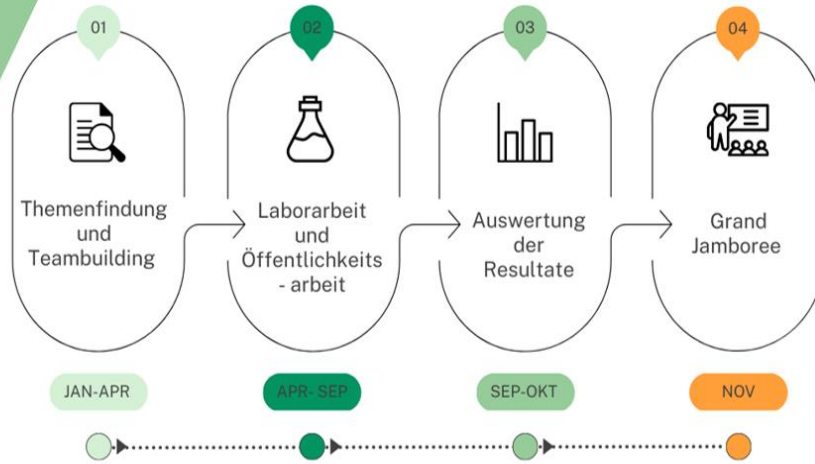 01
Themenfindung
und
Teambuilding
JAN-APR
02
Laborarbeit
und
Öffentlichkeits
- arbeit
APR- SEP
03
Auswertung
der
Resultate
SEP-OKT
04
Grand
Jamboree
NOV